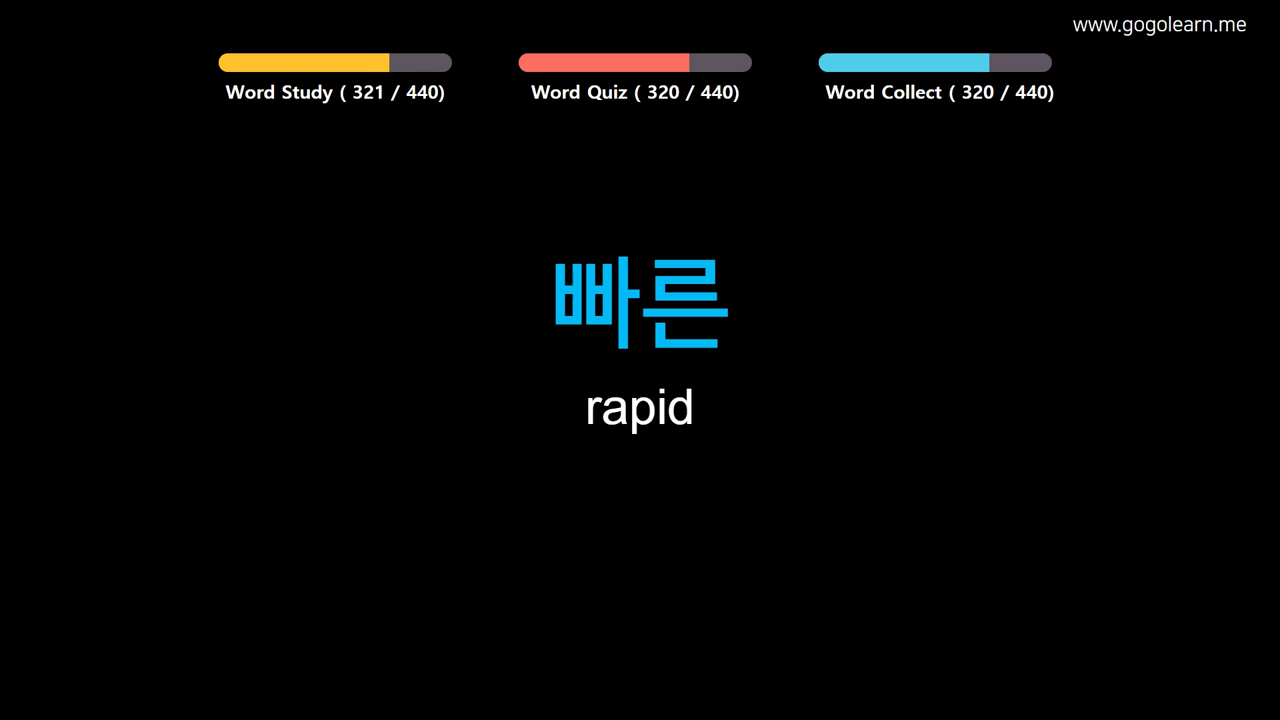 www.gogolearn.me
Word Study ( 321 / 440)
Word Quiz ( 320 / 440)
Word Collect ( 320 / 440)
빠른
rapid